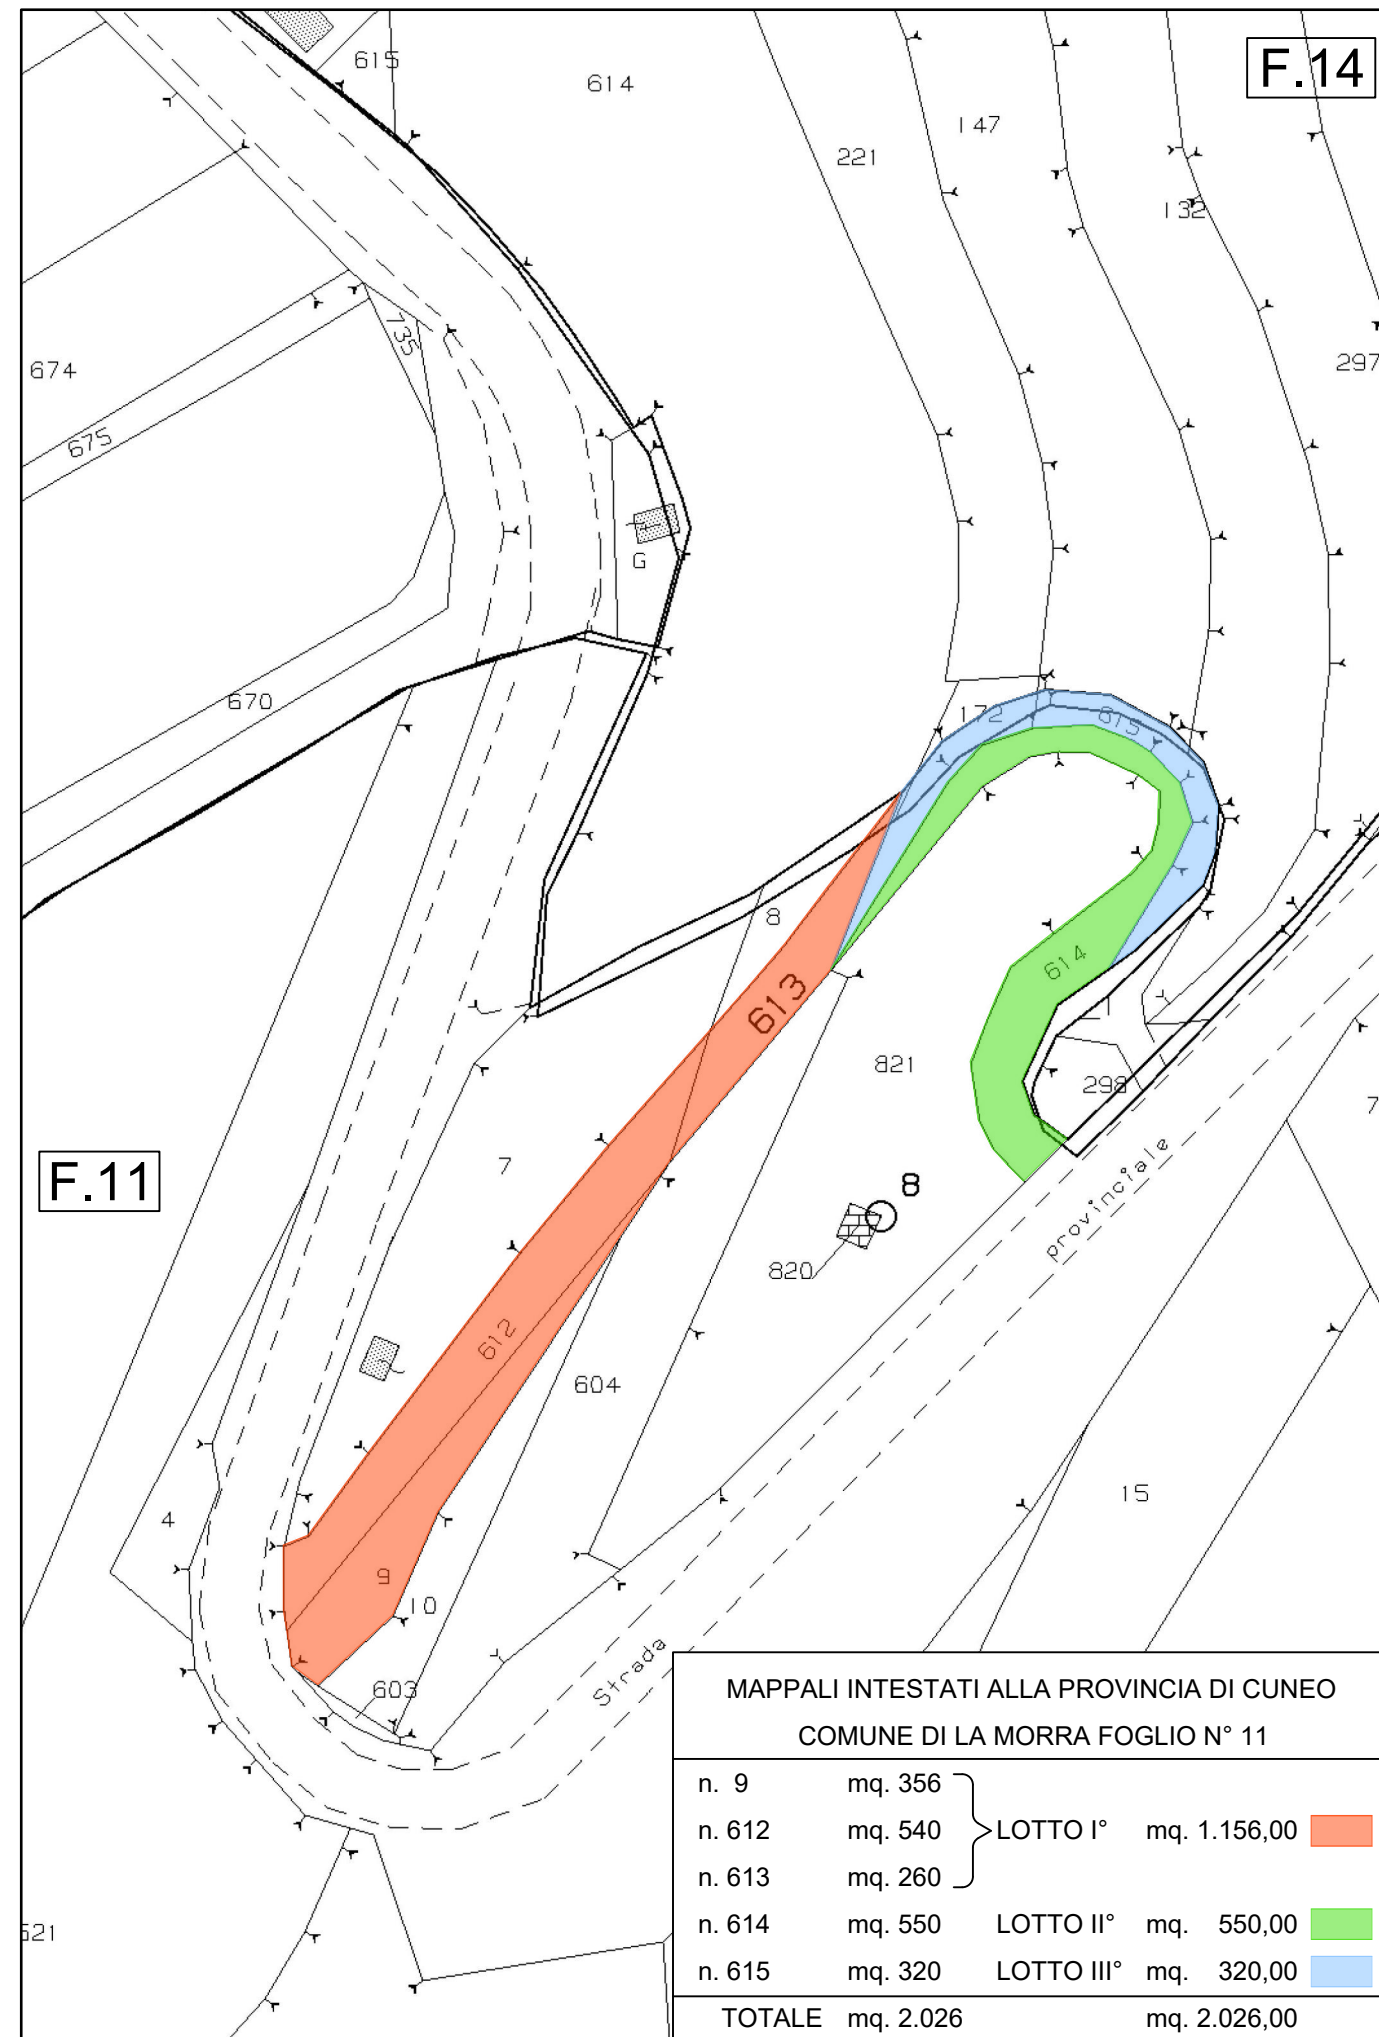 615
614
F.14
147
221
132
735
674
297
675
G
670
172
815
8
613
614
1
821
298
7
F.11
7
provinciale
8
820
612
604
15
4
9
10
603
Strada
MAPPALI INTESTATI ALLA PROVINCIA DI CUNEO
COMUNE DI LA MORRA FOGLIO N° 11
n. 9 mq. 356
n. 612 mq. 540 LOTTO I° mq. 1.156,00
n. 613 mq. 260
n. 614 mq. 550 LOTTO II° mq. 550,00
n. 615 mq. 320 LOTTO III° mq. 320,00
TOTALE mq. 2.026 mq. 2.026,00